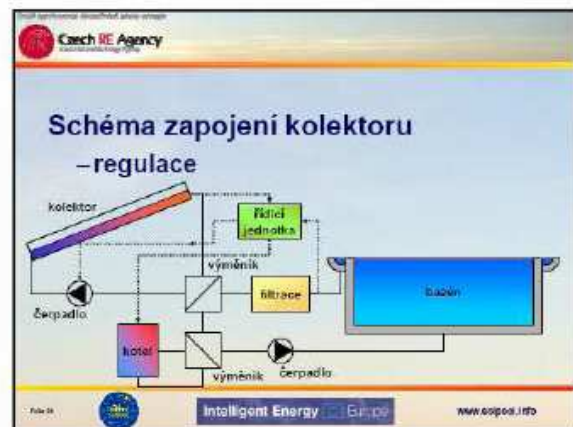 Czech RE Agency
Schéma zapojení kolektoru
–regulace
kolektor
řídící
jednotka
výměník
čerpadlo
filtrace
bazén
kotel
výměník
čerpadlo
Intelligent Energy Europe
www.solpool.info